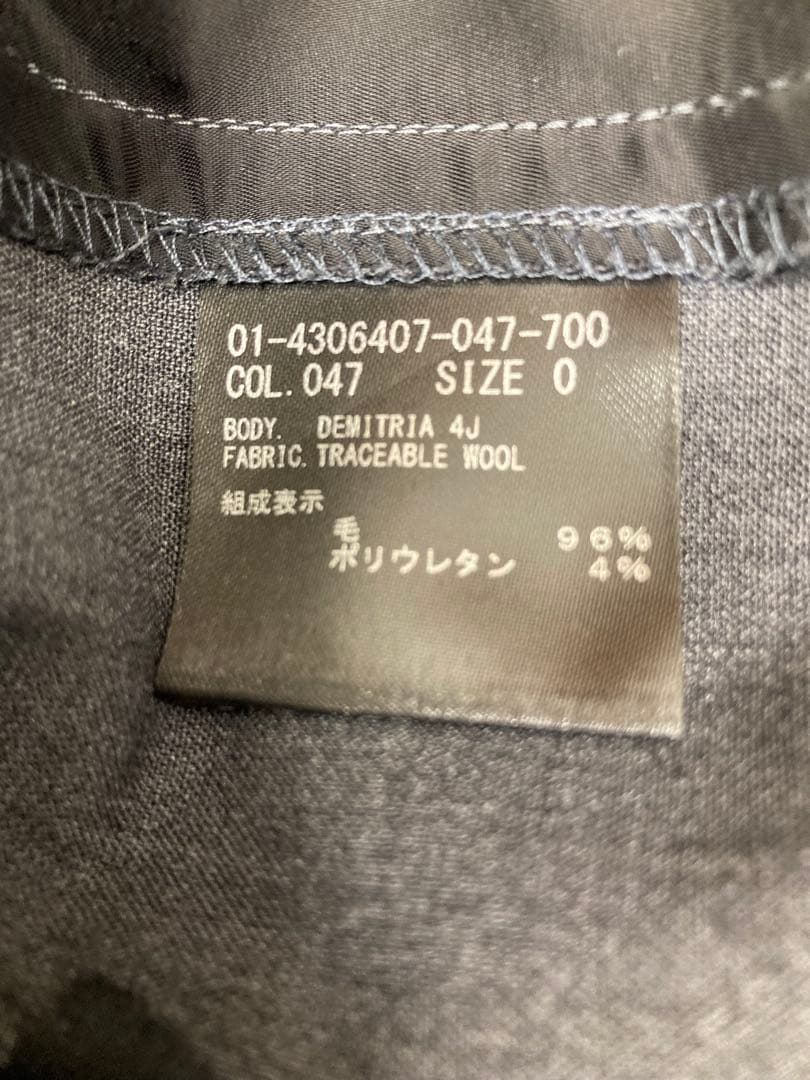 01-4306407-047-700
COL.047 SIZE 0
BODY. DEMITRIA 4J
FABRIC. TRACEABLE WOOL
組成表示
毛 96%
ポリウレタン 4%